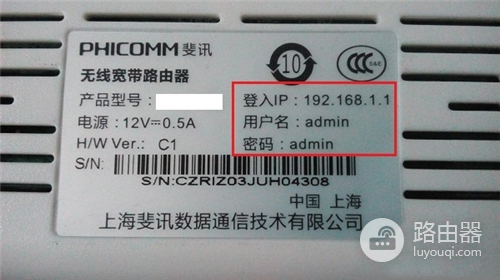 PHICOMM 斐讯
10
CCC S&E
无线宽带路由器
产品型号：
登入IP：192.168.1.1
电源：12V⎓0.5A
用户名：admin
H/W Ver.： C1
密码：admin
S/N:
S/N:CZRIZ03JUH04308
中国 上海
上海斐讯数据通信技术有限公司
路由器
luyouqi.com